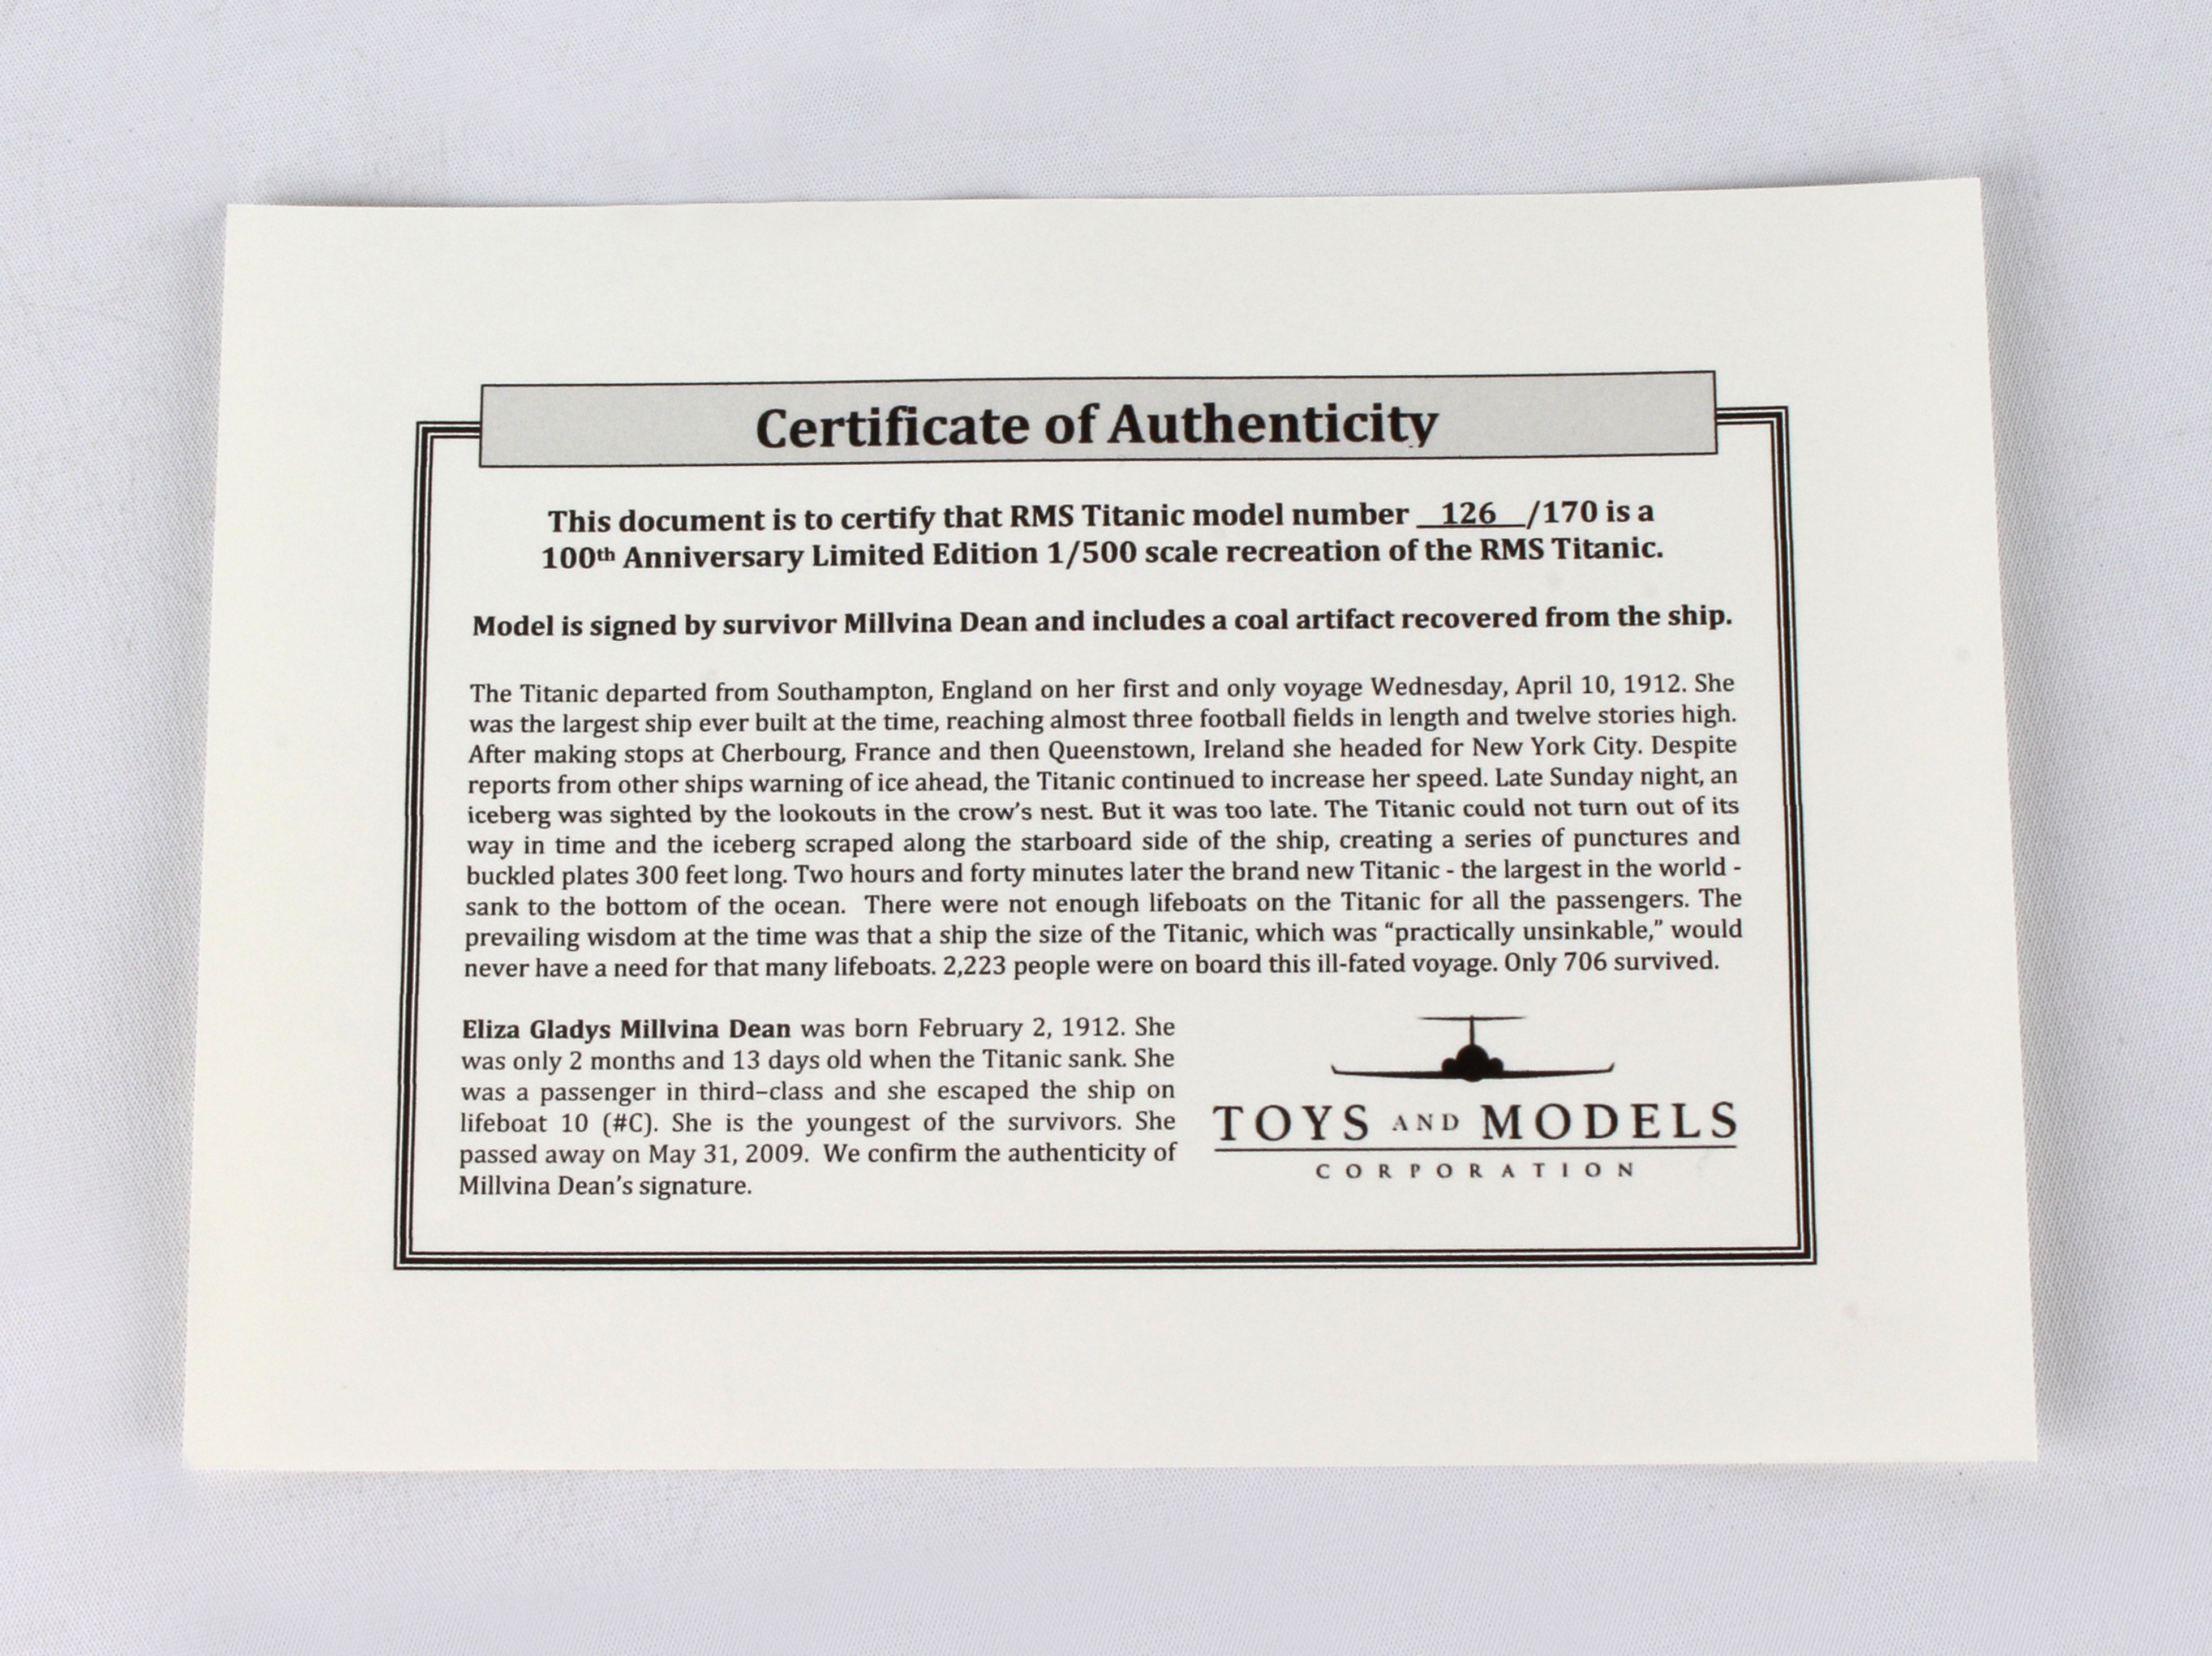 Certificate of Authenticity
This document is to certify that RMS Titanic model number 126 /170 is a
100th Anniversary Limited Edition 1/500 scale recreation of the RMS Titanic.
Model is signed by survivor Millvina Dean and includes a coal artifact recovered from the ship.
The Titanic departed from Southampton, England on her first and only voyage Wednesday, April 10, 1912. She
was the largest ship ever built at the time, reaching almost three football fields in length and twelve stories high.
After making stops at Cherbourg, France and then Queenstown, Ireland she headed for New York City. Despite
reports from other ships warning of ice ahead, the Titanic continued to increase her speed. Late Sunday night, an
iceberg was sighted by the lookouts in the crow's nest. But it was too late. The Titanic could not turn out of its
way in time and the iceberg scraped along the starboard side of the ship, creating a series of punctures and
buckled plates 300 feet long. Two hours and forty minutes later the brand new Titanic - the largest in the world -
sank to the bottom of the ocean.  There were not enough lifeboats on the Titanic for all the passengers. The
prevailing wisdom at the time was that a ship the size of the Titanic, which was “practically unsinkable,” would
never have a need for that many lifeboats. 2,223 people were on board this ill-fated voyage. Only 706 survived.
Eliza Gladys Millvina Dean was born February 2, 1912. She
was only 2 months and 13 days old when the Titanic sank. She
was a passenger in third–class and she escaped the ship on
lifeboat 10 (#C). She is the youngest of the survivors. She
passed away on May 31, 2009.  We confirm the authenticity of
Millvina Dean's signature.
TOYS AND MODELS
CORPORATION